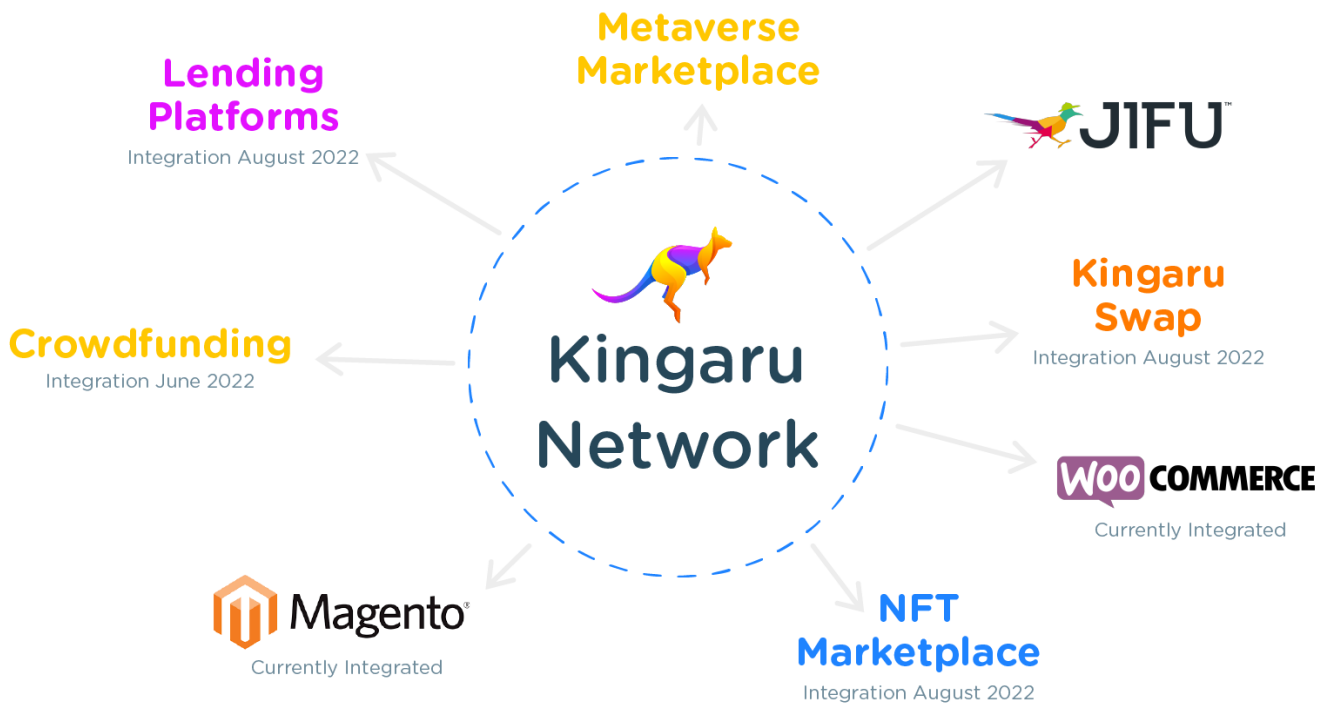 Metaverse
Marketplace
Lending
Platforms
Integration August 2022
JIFU™
Kingaru
Swap
Integration August 2022
Crowdfunding
Integration June 2022
Kingaru
Network
WOO COMMERCE
Currently Integrated
Magento®
Currently Integrated
NFT
Marketplace
Integration August 2022